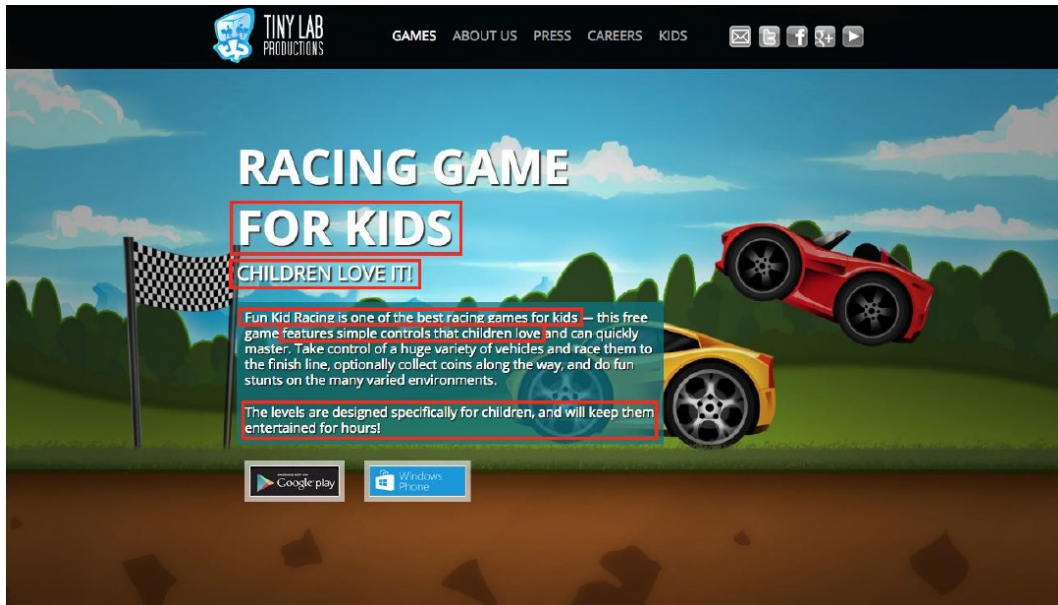 TINY LAB
PRODUCTIONS
GAMES ABOUT US PRESS CAREERS KIDS
RACING GAME
FOR KIDS
CHILDREN LOVE IT!
Fun Kid Racing is one of the best racing games for kids — this free
game features simple controls that children love and can quickly
master. Take control of a huge variety of vehicles and race them to
the finish line, optionally collect coins along the way, and do fun
stunts on the many varied environments.
The levels are designed specifically for children, and will keep them
entertained for hours!
Google play
Windows
Phone